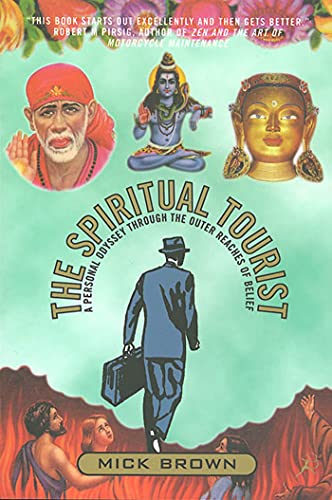 "THIS BOOK STARTS OUT EXCELLENTLY AND THEN GETS BETTER
ROBERT M PIRSIG, AUTHOR OF ZEN AND THE ART OF
MOTORCYCLE MAINTENANCE
THE SPIRITUAL TOURIST
A PERSONAL ODYSSEY THROUGH THE OUTER REACHES OF BELIEF
MICK BROWN